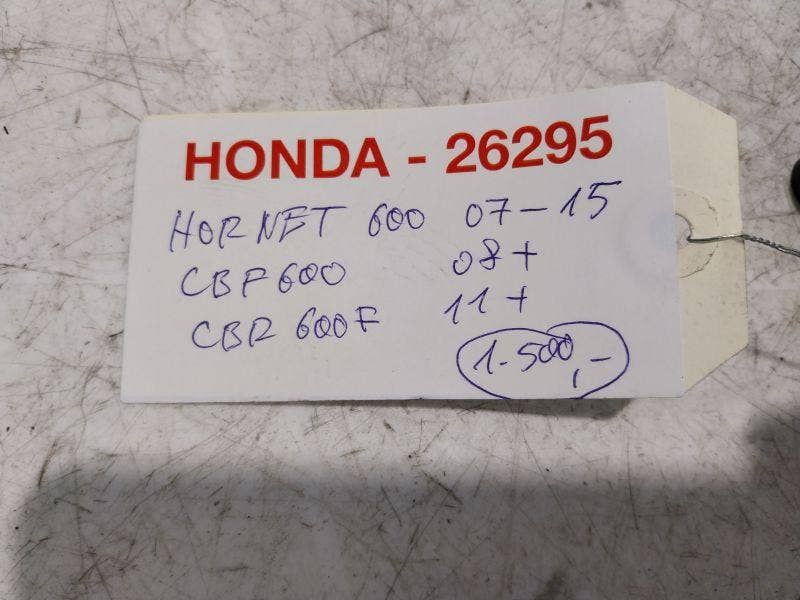 HONDA - 26295
HORNET 600 07-15
CBF600 08+
CBR 600F 11+
1.500,-